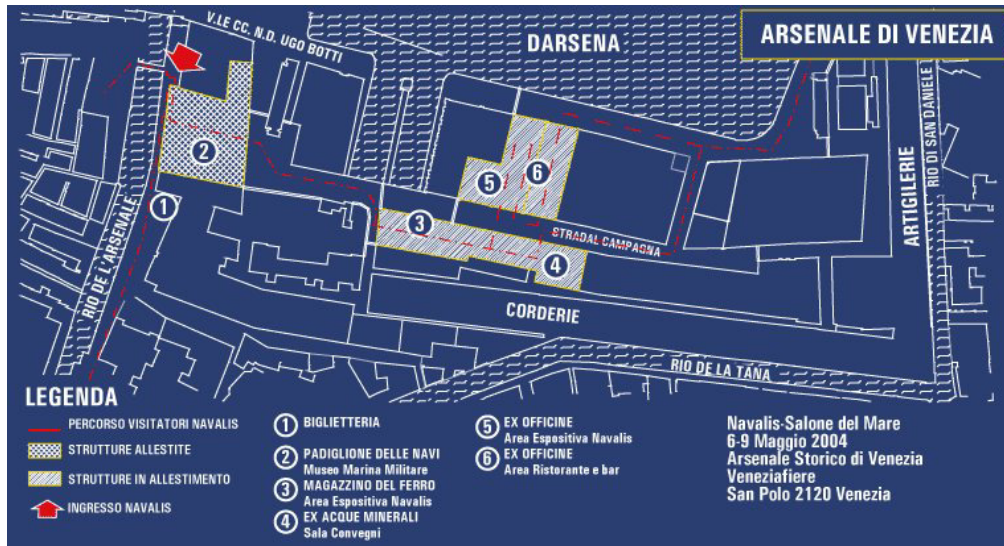 V.LE CC. N.D. UGO BOTTI
DARSENA
ARSENALE DI VENEZIA
2
1
RIO DE L'ARSENALE
5
6
3
4
STRADAL CAMPAGNA
CORDERIE
ARTIGILERIE
RIO DI SAN DANIELE
RIO DE LA TANA
LEGENDA
PERCORSO VISITATORI NAVALIS
STRUTTURE ALLESTITE
STRUTTURE IN ALLESTIMENTO
INGRESSO NAVALIS
1 BIGLIETTERIA
2 PADIGLIONE DELLE NAVI
Museo Marina Militare
3 MAGAZZINO DEL FERRO
Area Espositiva Navalis
4 EX ACQUE MINERALI
Sala Convegni
5 EX OFFICINE
Area Espositiva Navalis
6 EX OFFICINE
Area Ristorante e bar
Navalis-Salone del Mare
6-9 Maggio 2004
Arsenale Storico di Venezia
Veneziafiere
San Polo 2120 Venezia